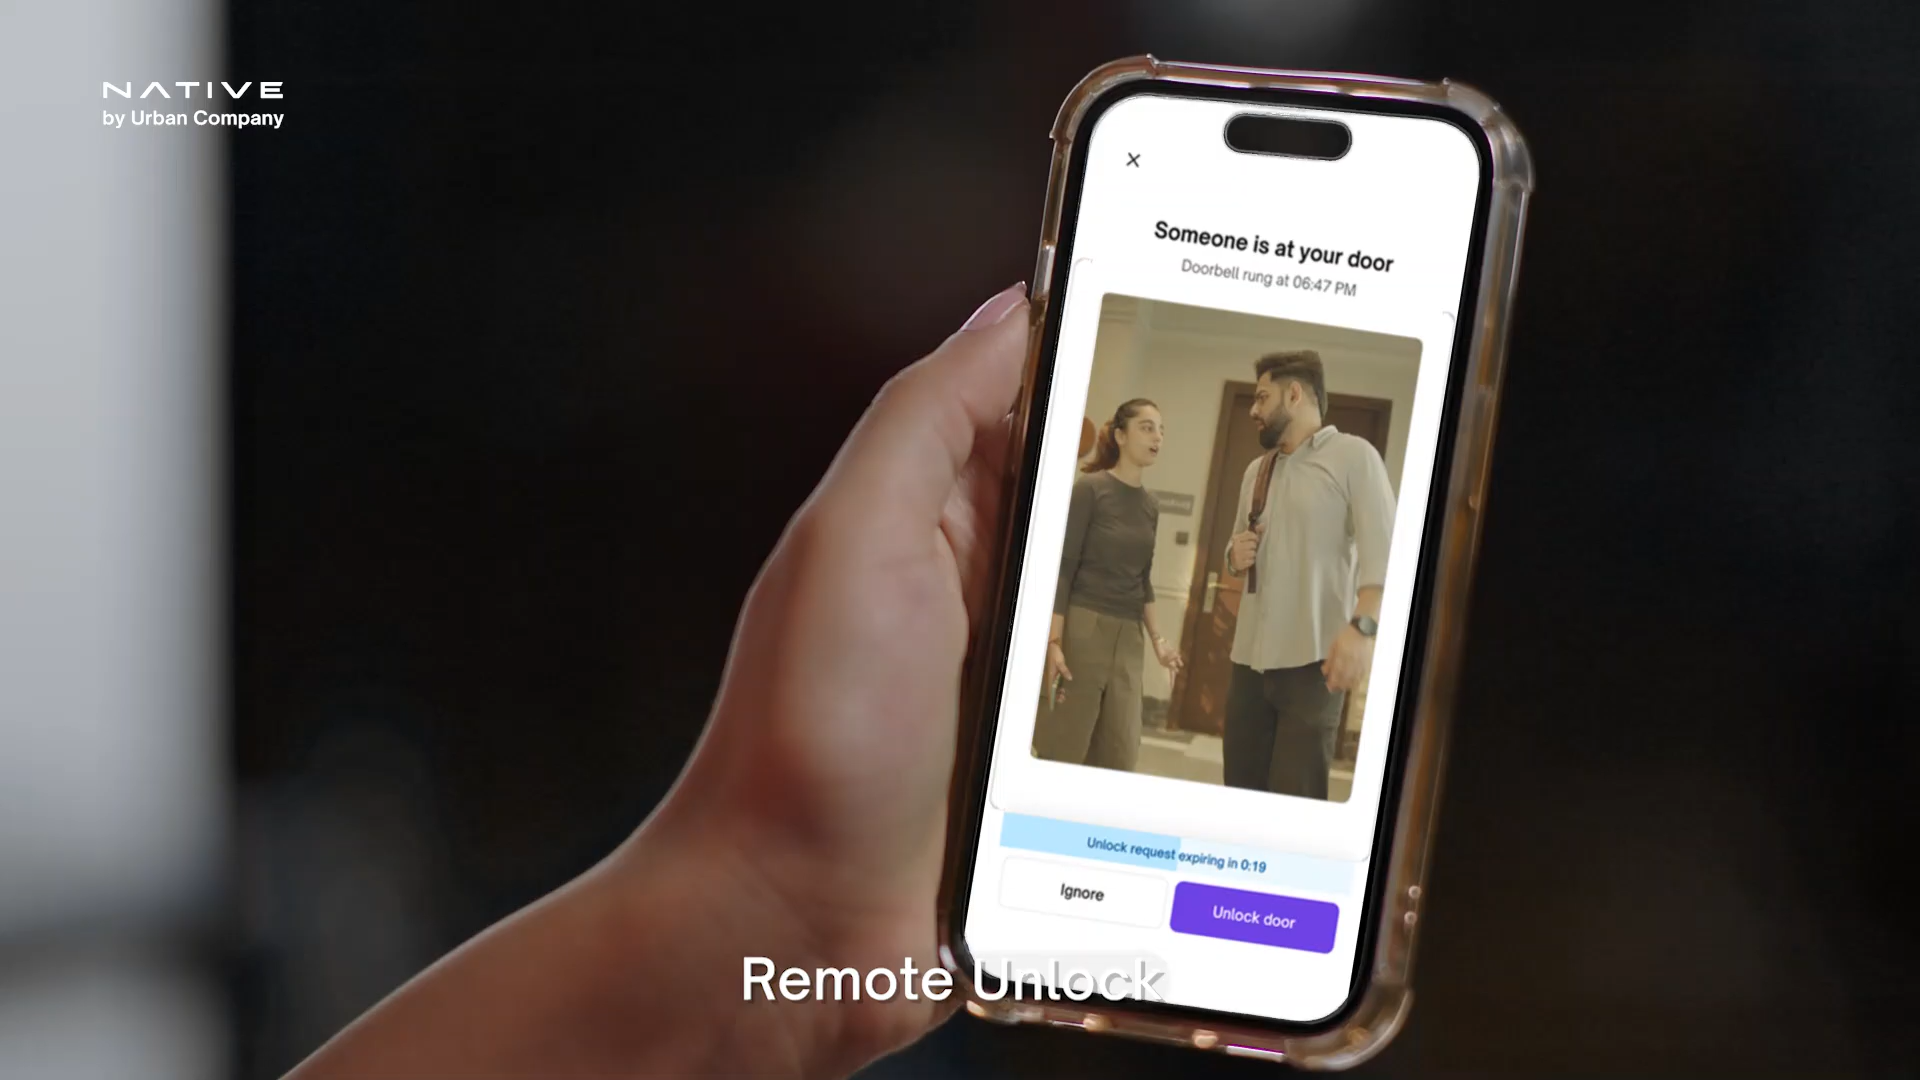 NATIVE
by Urban Company
Someone is at your door
Doorbell rung at 06:47 PM
Unlock request expiring in 0:19
Ignore
Unlock door
Remote Unlock